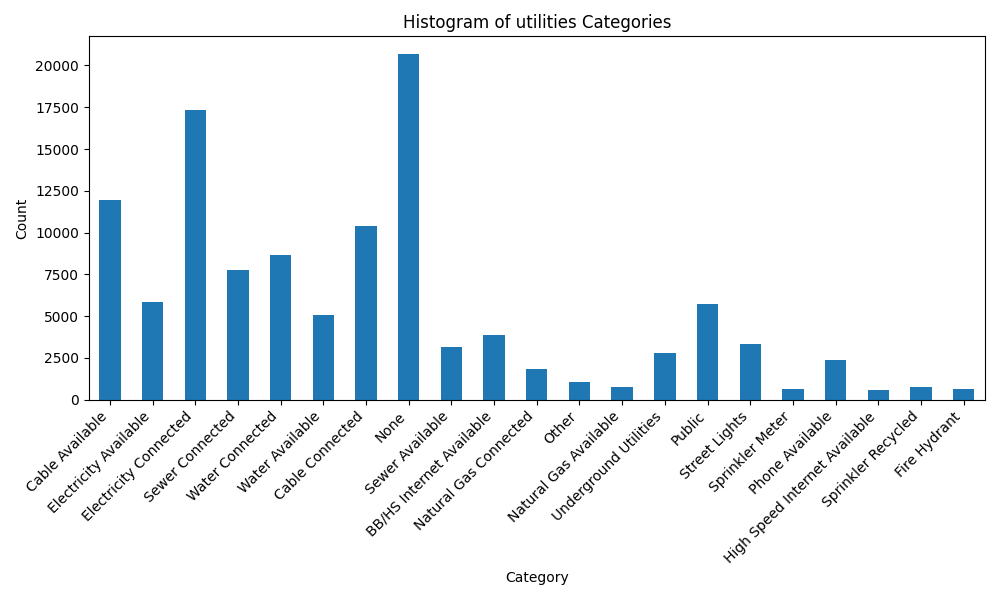 Histogram of utilities Categories
Count
20000
17500
15000
12500
10000
7500
5000
2500
0
Cable Available
Electricity Available
Electricity Connected
Sewer Connected
Water Connected
Water Available
Cable Connected
None
Sewer Available
BB/HS Internet Available
Natural Gas Connected
Other
Natural Gas Available
Underground Utilities
Public
Street Lights
Sprinkler Meter
Phone Available
High Speed Internet Available
Sprinkler Recycled
Fire Hydrant
Category